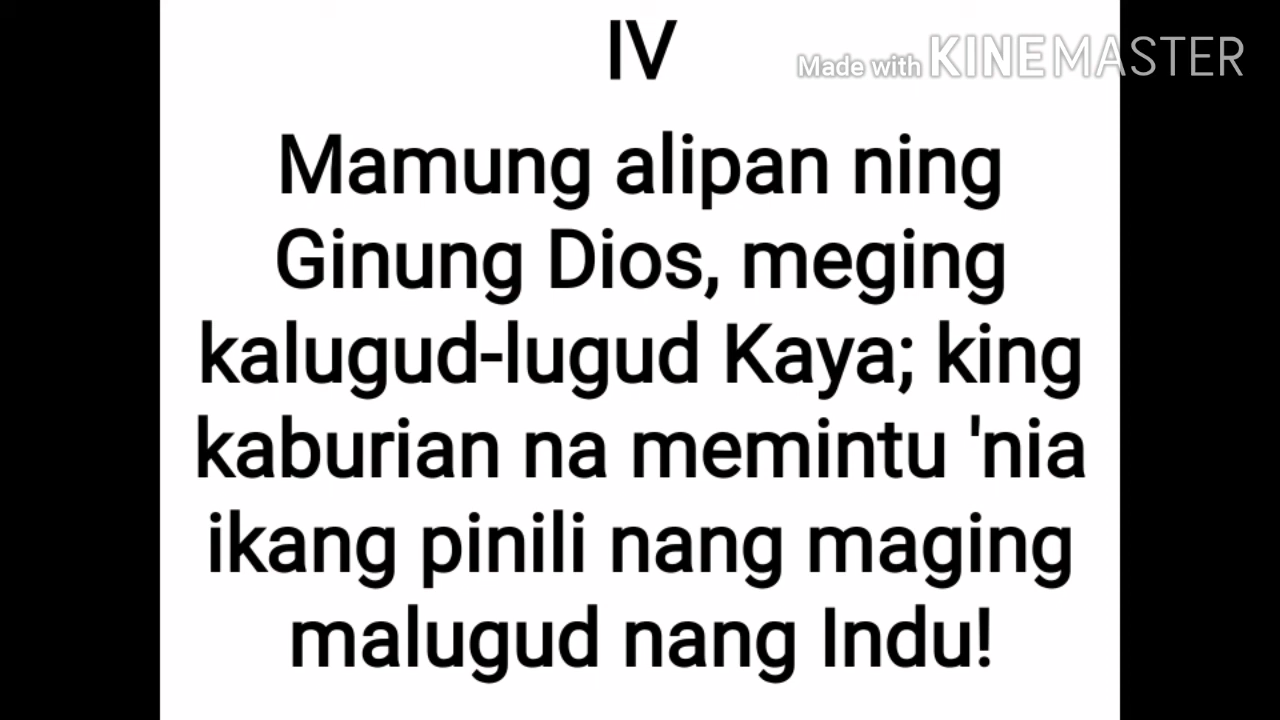 IV
Made with KINEMASTER
Mamung alipan ning
Ginung Dios, meging
kalugud-lugud Kaya; king
kaburian na memintu 'nia
ikang pinili nang maging
malugud nang Indu!